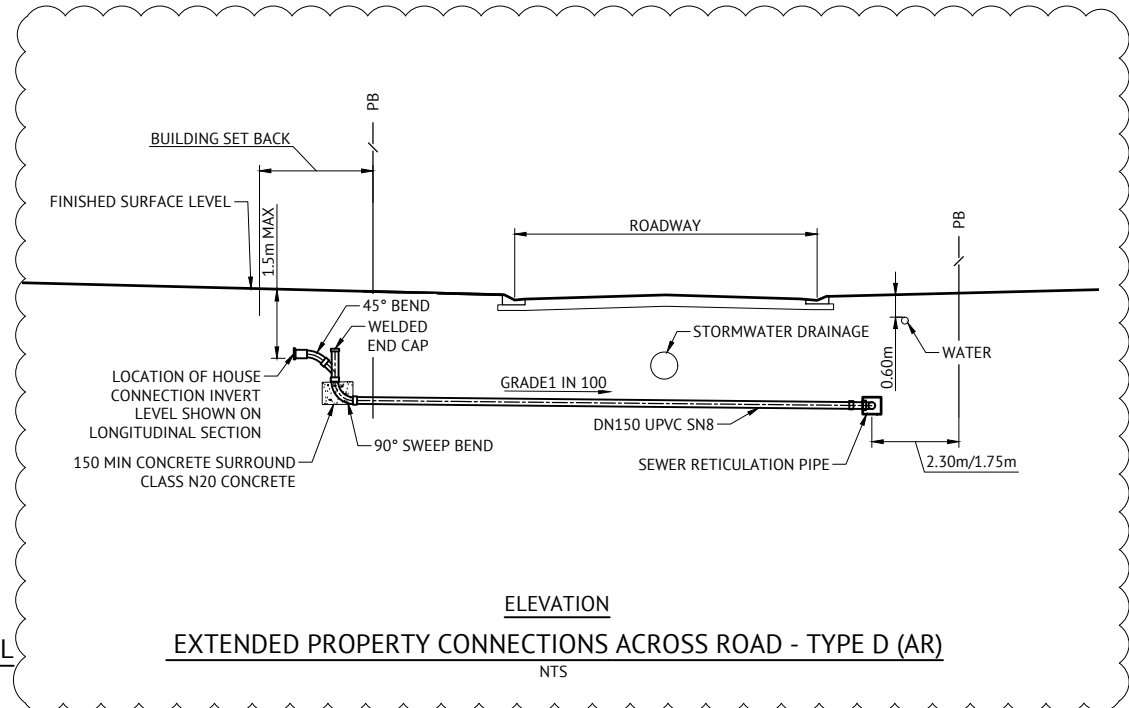 PB
BUILDING SET BACK
FINISHED SURFACE LEVEL
1.5m MAX
ROADWAY
PB
45° BEND
WELDED
END CAP
STORMWATER DRAINAGE
WATER
0.60m
LOCATION OF HOUSE
CONNECTION INVERT
LEVEL SHOWN ON
LONGITUDINAL SECTION
GRADE1 IN 100
DN150 UPVC SN8
90° SWEEP BEND
150 MIN CONCRETE SURROUND
CLASS N20 CONCRETE
SEWER RETICULATION PIPE
2.30m/1.75m
ELEVATION
L
EXTENDED PROPERTY CONNECTIONS ACROSS ROAD - TYPE D (AR)
NTS